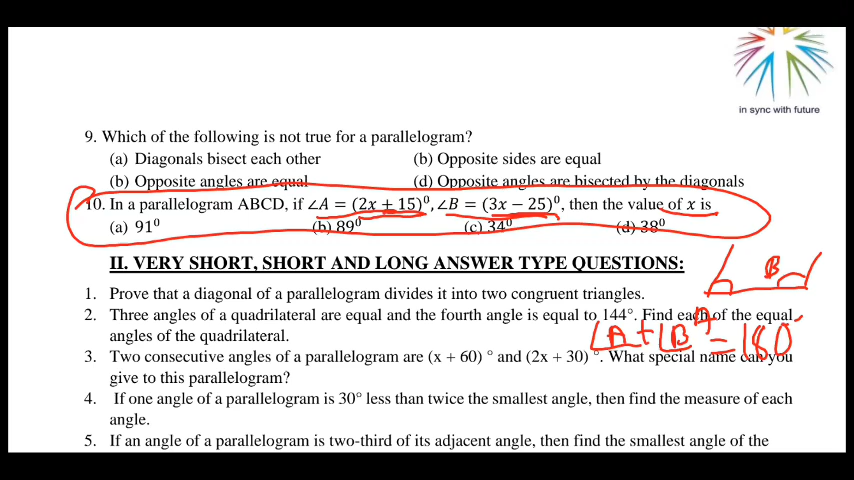 in sync with future
9. Which of the following is not true for a parallelogram?
(a) Diagonals bisect each other (b) Opposite sides are equal
(b) Opposite angles are equal (d) Opposite angles are bisected by the diagonals
10. In a parallelogram ABCD, if ∠A = (2x + 15)⁰, ∠B = (3x − 25)⁰, then the value of x is
(a) 91⁰ (b) 89⁰ (c) 34⁰ (d) 38⁰
II. VERY SHORT, SHORT AND LONG ANSWER TYPE QUESTIONS:
B
1. Prove that a diagonal of a parallelogram divides it into two congruent triangles.
2. Three angles of a quadrilateral are equal and the fourth angle is equal to 144°. Find each of the equal
angles of the quadrilateral.
A
∠A + ∠B = 180°
3. Two consecutive angles of a parallelogram are (x + 60) ° and (2x + 30) °. What special name can you
give to this parallelogram?
4. If one angle of a parallelogram is 30° less than twice the smallest angle, then find the measure of each
angle.
5. If an angle of a parallelogram is two-third of its adjacent angle, then find the smallest angle of the